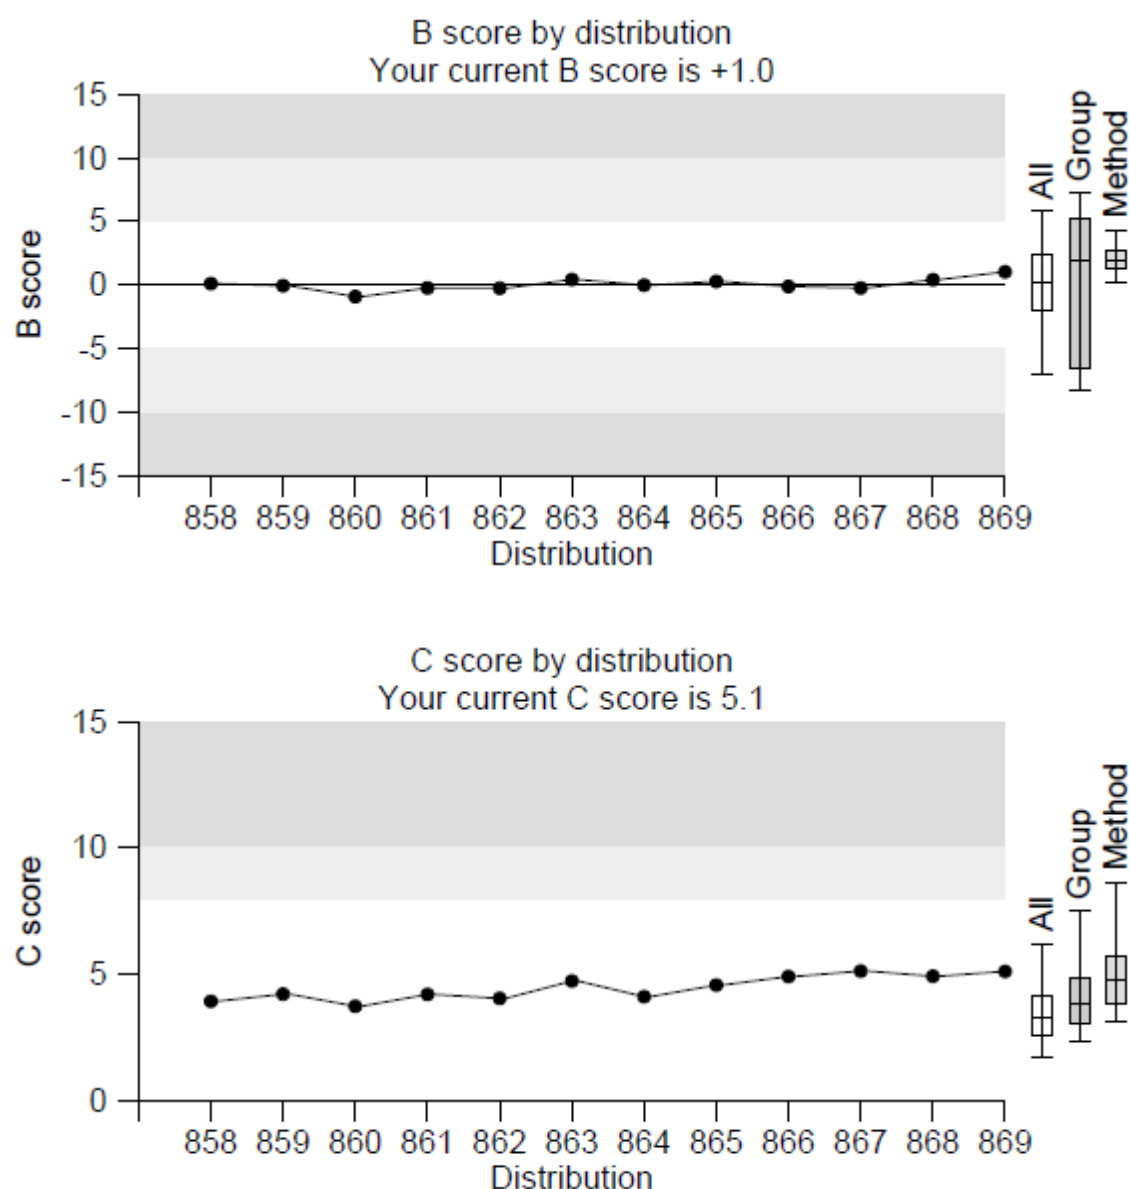 B score by distribution
Your current B score is +1.0
15
10
5
0
-5
-10
-15
B score
858 859 860 861 862 863 864 865 866 867 868 869
Distribution
All
Group
Method
C score by distribution
Your current C score is 5.1
15
10
5
0
C score
858 859 860 861 862 863 864 865 866 867 868 869
Distribution
All
Group
Method